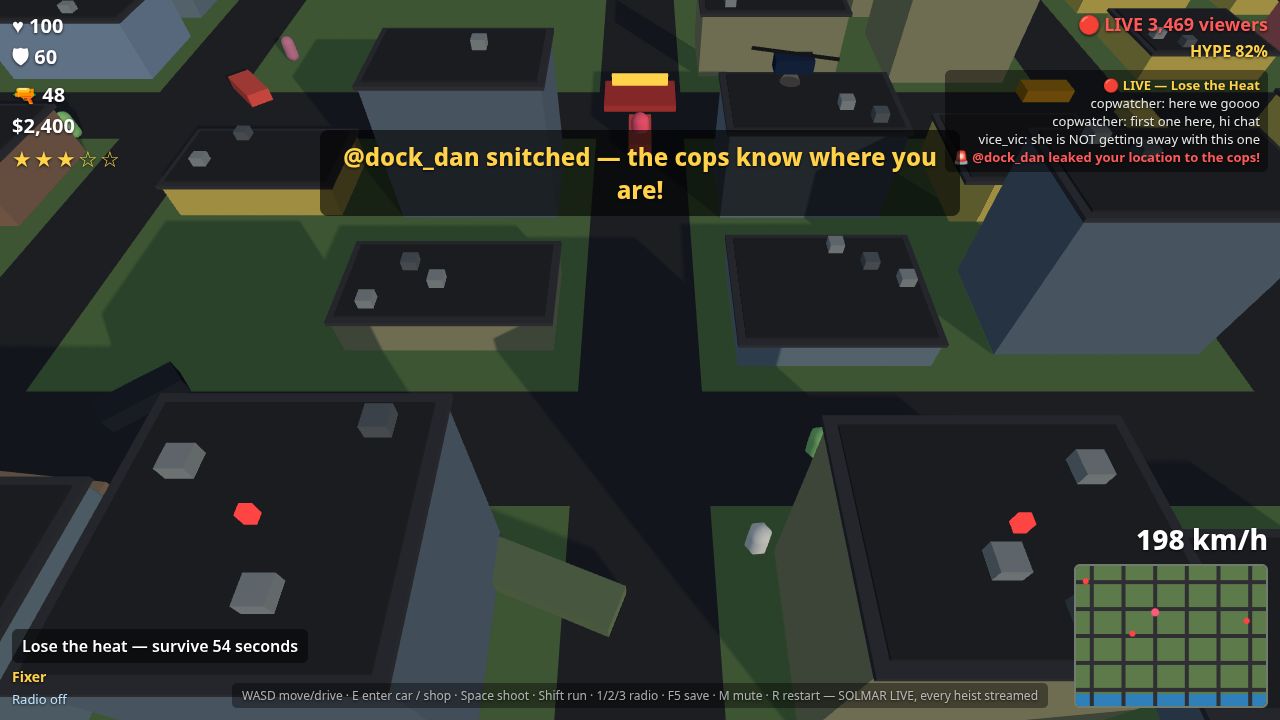 ♥ 100
🛡 60
🔫 48
$2,400
★★★☆☆
🔴 LIVE 3,469 viewers
HYPE 82%
🔴 LIVE — Lose the Heat
copwatcher: here we goooo
copwatcher: first one here, hi chat
vice_vic: she is NOT getting away with this one
🚨 @dock_dan leaked your location to the cops!
@dock_dan snitched — the cops know where you
are!
198 km/h
Lose the heat — survive 54 seconds
Fixer
Radio off
WASD move/drive · E enter car / shop · Space shoot · Shift run · 1/2/3 radio · F5 save · M mute · R restart — SOLMAR LIVE, every heist streamed